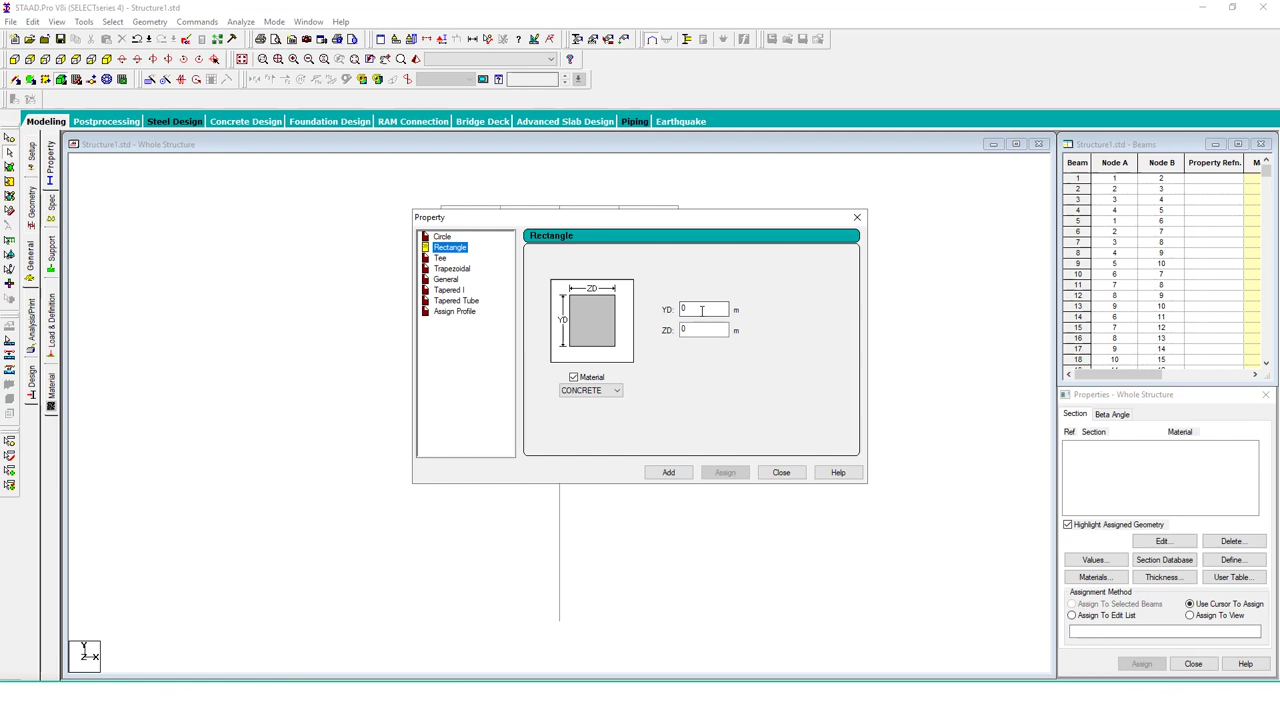 STAAD.Pro V8i (SELECTseries 4) - Structure1.std
File Edit View Tools Select Geometry Commands Analyze Mode Window Help
Modeling Postprocessing Steel Design Concrete Design Foundation Design RAM Connection Bridge Deck Advanced Slab Design Piping Earthquake
Setup
Geometry
General
Analysis/Print
Design
Property
Spec
Support
Load & Definition
Material
Structure1.std - Whole Structure
Property
Circle
Rectangle
Tee
Trapezoidal
General
Tapered I
Tapered Tube
Assign Profile
Rectangle
ZD
YD
YD: 0 m
ZD: 0 m
Material
CONCRETE
Add Assign Close Help
Y
Z X
Structure1.std - Beams
Beam Node A Node B Property Refn. M
1 1 2
2 2 3
3 3 4
4 4 5
5 1 6
6 2 7
7 3 8
8 4 9
9 5 10
10 6 7
11 7 8
12 8 9
13 9 10
14 6 11
15 7 12
16 8 13
17 9 14
18 10 15
Properties - Whole Structure
Section Beta Angle
Ref Section Material
Highlight Assigned Geometry
Edit... Delete...
Values... Section Database Define...
Materials... Thickness... User Table...
Assignment Method
Assign To Selected Beams Use Cursor To Assign
Assign To Edit List Assign To View
Assign Close Help